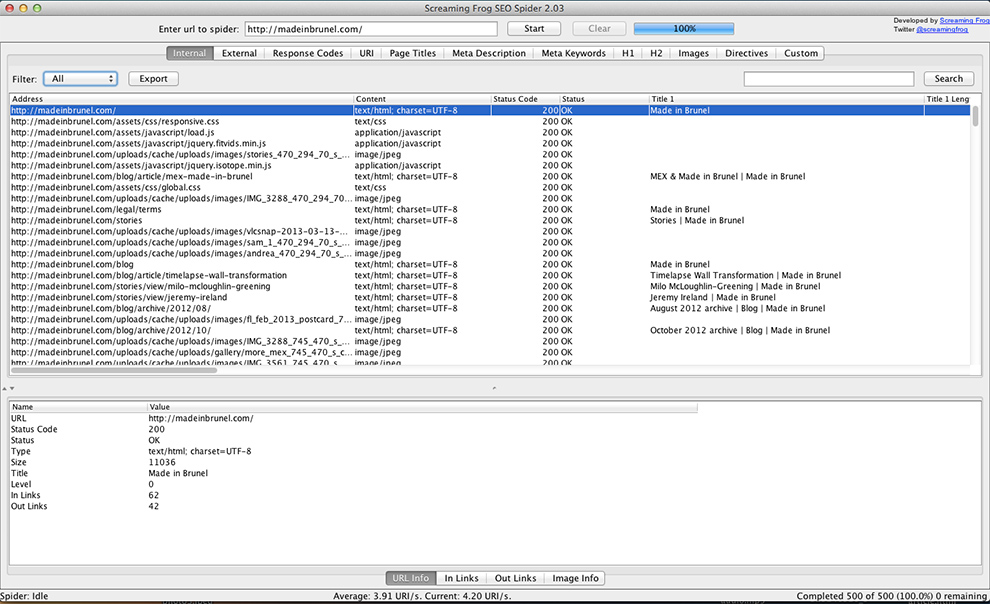 Screaming Frog SEO Spider 2.03
Enter url to spider: http://madeinbrunel.com/ Start Clear 100% Developed by Screaming Frog
Twitter @screamingfrog
Internal External Response Codes URI Page Titles Meta Description Meta Keywords H1 H2 Images Directives Custom
Filter: All Export Search
Address Content Status Code Status Title 1 Title 1 Leng
http://madeinbrunel.com/ text/html; charset=UTF-8 200 OK Made in Brunel
http://madeinbrunel.com/assets/css/responsive.css text/css 200 OK
http://madeinbrunel.com/assets/javascript/load.js application/javascript 200 OK
http://madeinbrunel.com/assets/javascript/jquery.fitvids.min.js application/javascript 200 OK
http://madeinbrunel.com/uploads/cache/uploads/images/stories_470_294_70_s_... image/jpeg 200 OK
http://madeinbrunel.com/assets/javascript/jquery.isotope.min.js application/javascript 200 OK
http://madeinbrunel.com/blog/article/mex-made-in-brunel text/html; charset=UTF-8 200 OK MEX & Made in Brunel | Made in Brunel
http://madeinbrunel.com/assets/css/global.css text/css 200 OK
http://madeinbrunel.com/uploads/cache/uploads/images/IMG_3288_470_294_70... image/jpeg 200 OK
http://madeinbrunel.com/legal/terms text/html; charset=UTF-8 200 OK Made in Brunel
http://madeinbrunel.com/stories text/html; charset=UTF-8 200 OK Stories | Made in Brunel
http://madeinbrunel.com/uploads/cache/uploads/images/vlcsnap-2013-03-13-... image/jpeg 200 OK
http://madeinbrunel.com/uploads/cache/uploads/images/sam_1_470_294_70_s_... image/jpeg 200 OK
http://madeinbrunel.com/uploads/cache/uploads/images/andrea_470_294_70_s_... image/jpeg 200 OK
http://madeinbrunel.com/blog text/html; charset=UTF-8 200 OK Made in Brunel
http://madeinbrunel.com/blog/article/timelapse-wall-transformation text/html; charset=UTF-8 200 OK Timelapse Wall Transformation | Made in Brunel
http://madeinbrunel.com/stories/view/milo-mcloughlin-greening text/html; charset=UTF-8 200 OK Milo McLoughlin-Greening | Made in Brunel
http://madeinbrunel.com/stories/view/jeremy-ireland text/html; charset=UTF-8 200 OK Jeremy Ireland | Made in Brunel
http://madeinbrunel.com/blog/archive/2012/08/ text/html; charset=UTF-8 200 OK August 2012 archive | Blog | Made in Brunel
http://madeinbrunel.com/uploads/cache/uploads/images/fl_feb_2013_postcard_7... image/jpeg 200 OK
http://madeinbrunel.com/blog/archive/2012/10/ text/html; charset=UTF-8 200 OK October 2012 archive | Blog | Made in Brunel
http://madeinbrunel.com/uploads/cache/uploads/images/IMG_3288_745_470_s_... image/jpeg 200 OK
http://madeinbrunel.com/uploads/cache/uploads/gallery/more_mex_745_470_s_c... image/jpeg 200 OK
http://madeinbrunel.com/uploads/cache/uploads/images/IMG_3561_745_470_s_... image/jpeg 200 OK
Name Value
URL http://madeinbrunel.com/
Status Code 200
Status OK
Type text/html; charset=UTF-8
Size 11036
Title Made in Brunel
Level 0
In Links 62
Out Links 42
URL Info In Links Out Links Image Info
Spider: Idle Average: 3.91 URI/s. Current: 4.20 URI/s. Completed 500 of 500 (100.0%) 0 remaining